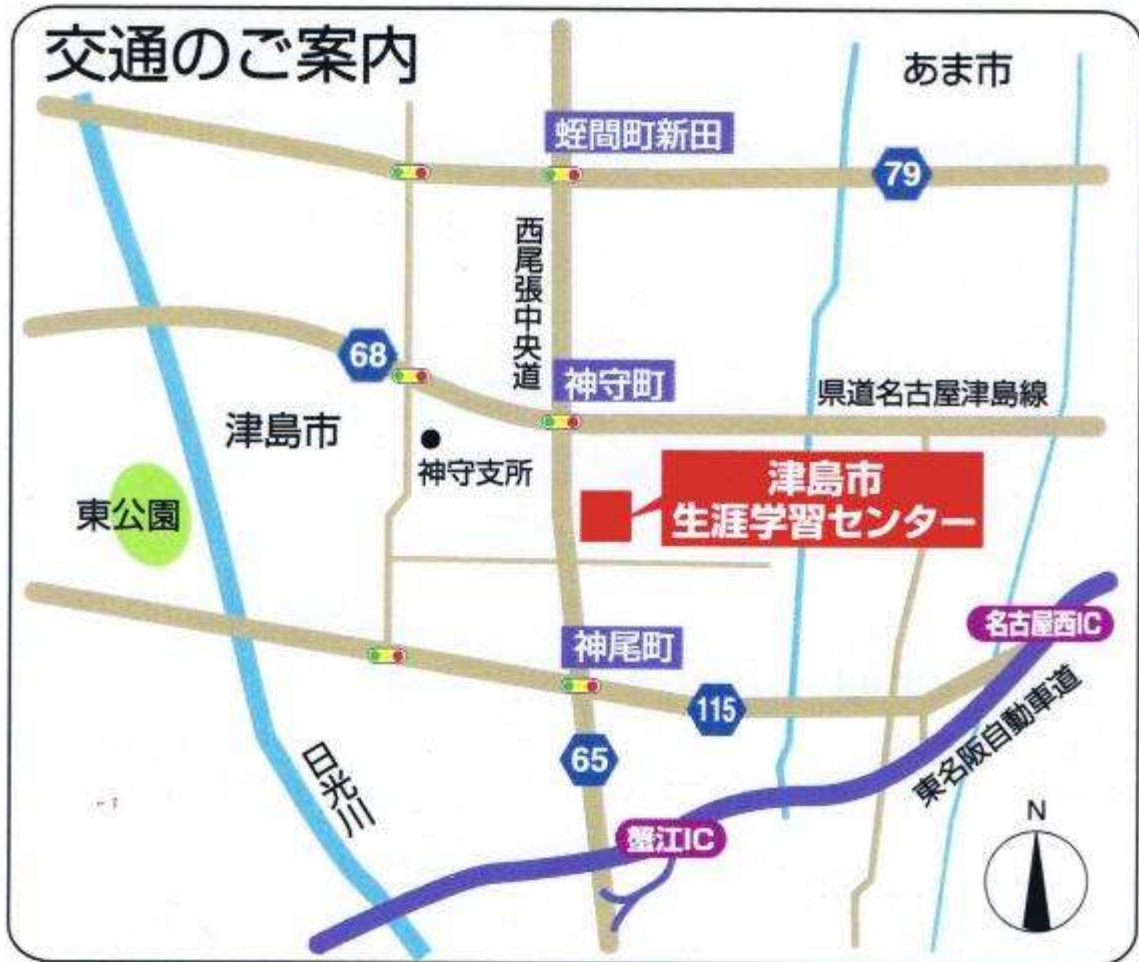 交通のご案内
あま市
蛭間町新田
79
西尾張中央道
68
神守町
県道名古屋津島線
津島市
神守支所
東公園
津島市
生涯学習センター
名古屋西IC
神尾町
115
65
東名阪自動車道
日光川
蟹江IC
N